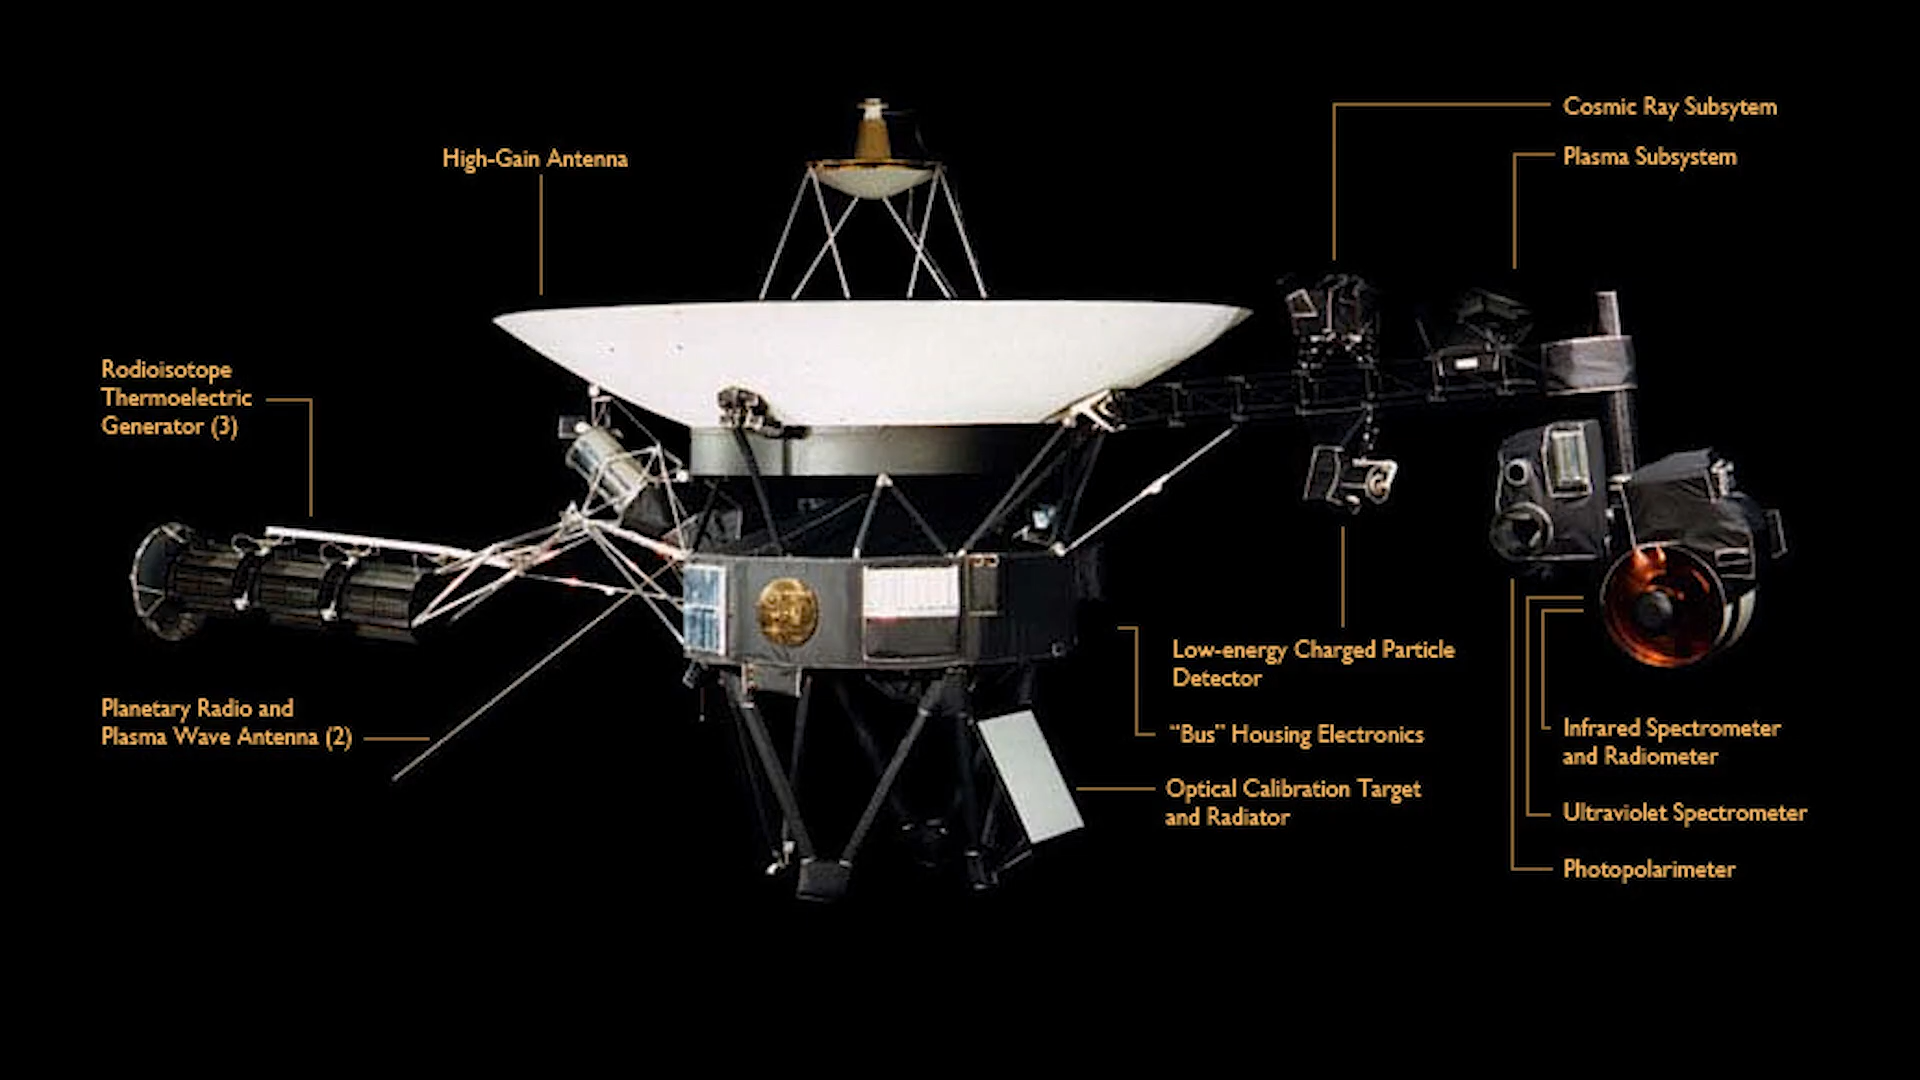 Cosmic Ray Subsytem
High-Gain Antenna
Plasma Subsystem
Rodioisotope
Thermoelectric
Generator (3)
Planetary Radio and
Plasma Wave Antenna (2)
Low-energy Charged Particle
Detector
“Bus” Housing Electronics
Optical Calibration Target
and Radiator
Infrared Spectrometer
and Radiometer
Ultraviolet Spectrometer
Photopolarimeter